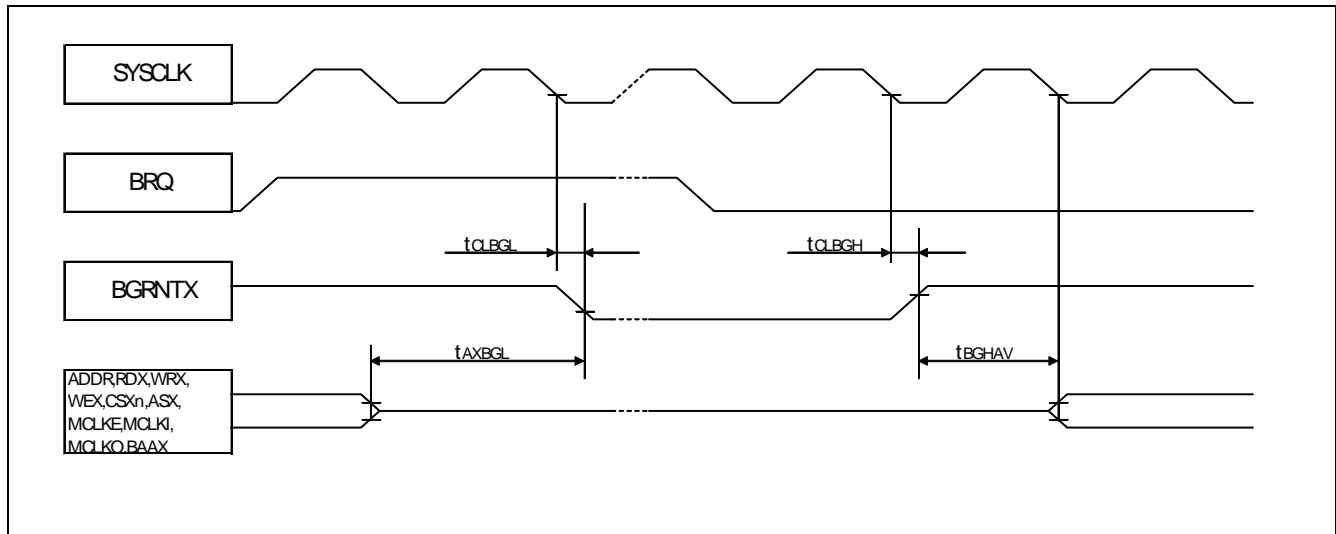 SYSCLK
BRQ
tCLBGL
tCLBGH
BGRNTX
tAXBGL
tBGHAV
ADDR,RDX,WRX,
WEX,CSXn,ASX,
MCLKE,MCLKI,
MCLKO,BAAX